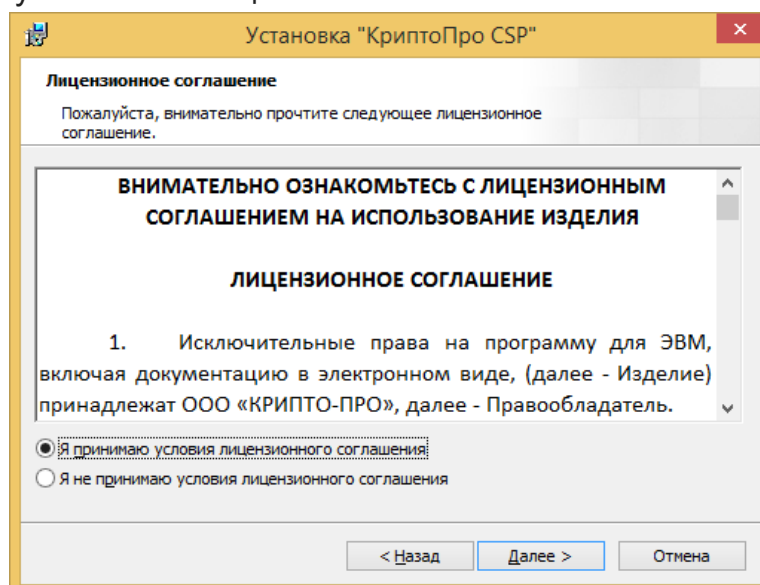 Установка "КриптоПро CSP"
Лицензионное соглашение
Пожалуйста, внимательно прочтите следующее лицензионное
соглашение.
ВНИМАТЕЛЬНО ОЗНАКОМЬТЕСЬ С ЛИЦЕНЗИОННЫМ
СОГЛАШЕНИЕМ НА ИСПОЛЬЗОВАНИЕ ИЗДЕЛИЯ
ЛИЦЕНЗИОННОЕ СОГЛАШЕНИЕ
1. Исключительные права на программу для ЭВМ,
включая документацию в электронном виде, (далее - Изделие)
принадлежат ООО «КРИПТО-ПРО», далее - Правообладатель.
Я принимаю условия лицензионного соглашения
Я не принимаю условия лицензионного соглашения
< Назад Далее > Отмена